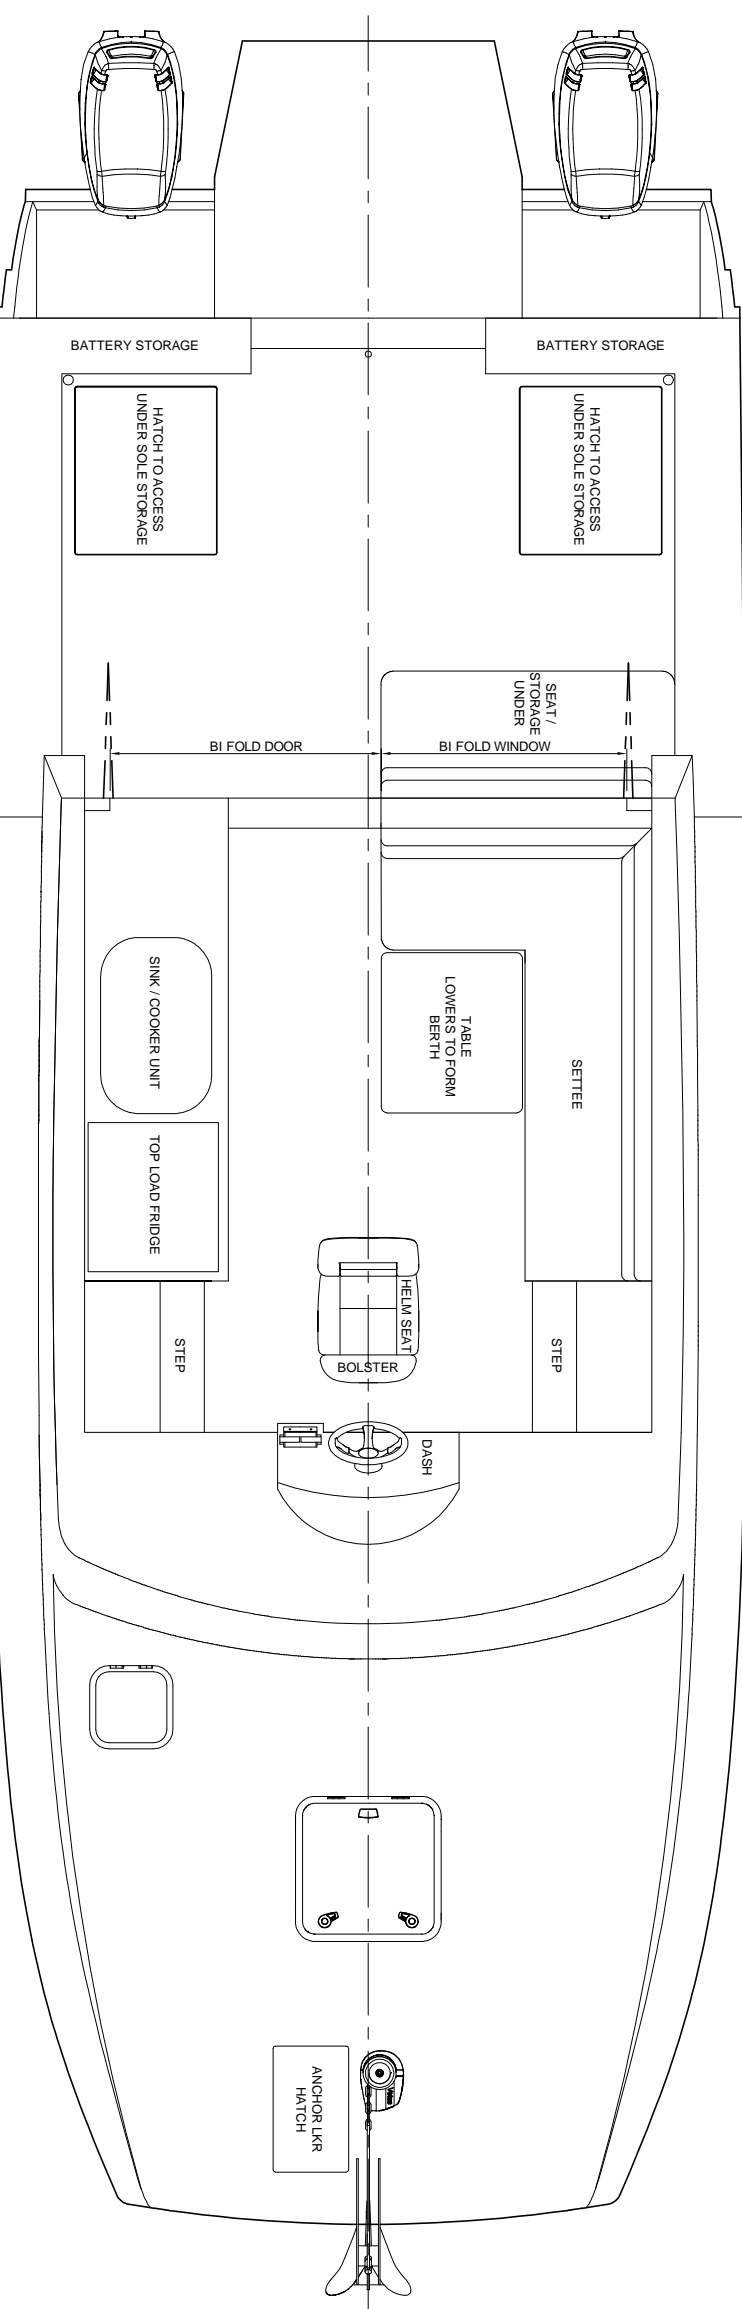 BATTERY STORAGE
BATTERY STORAGE
HATCH TO ACCESS
UNDER SOLE STORAGE
HATCH TO ACCESS
UNDER SOLE STORAGE
SEAT /
STORAGE
UNDER
BI FOLD DOOR
BI FOLD WINDOW
SINK / COOKER UNIT
TABLE
LOWERS TO FORM
BERTH
SETTEE
TOP LOAD FRIDGE
HELM SEAT
BOLSTER
STEP
STEP
DASH
ANCHOR LKR
HATCH